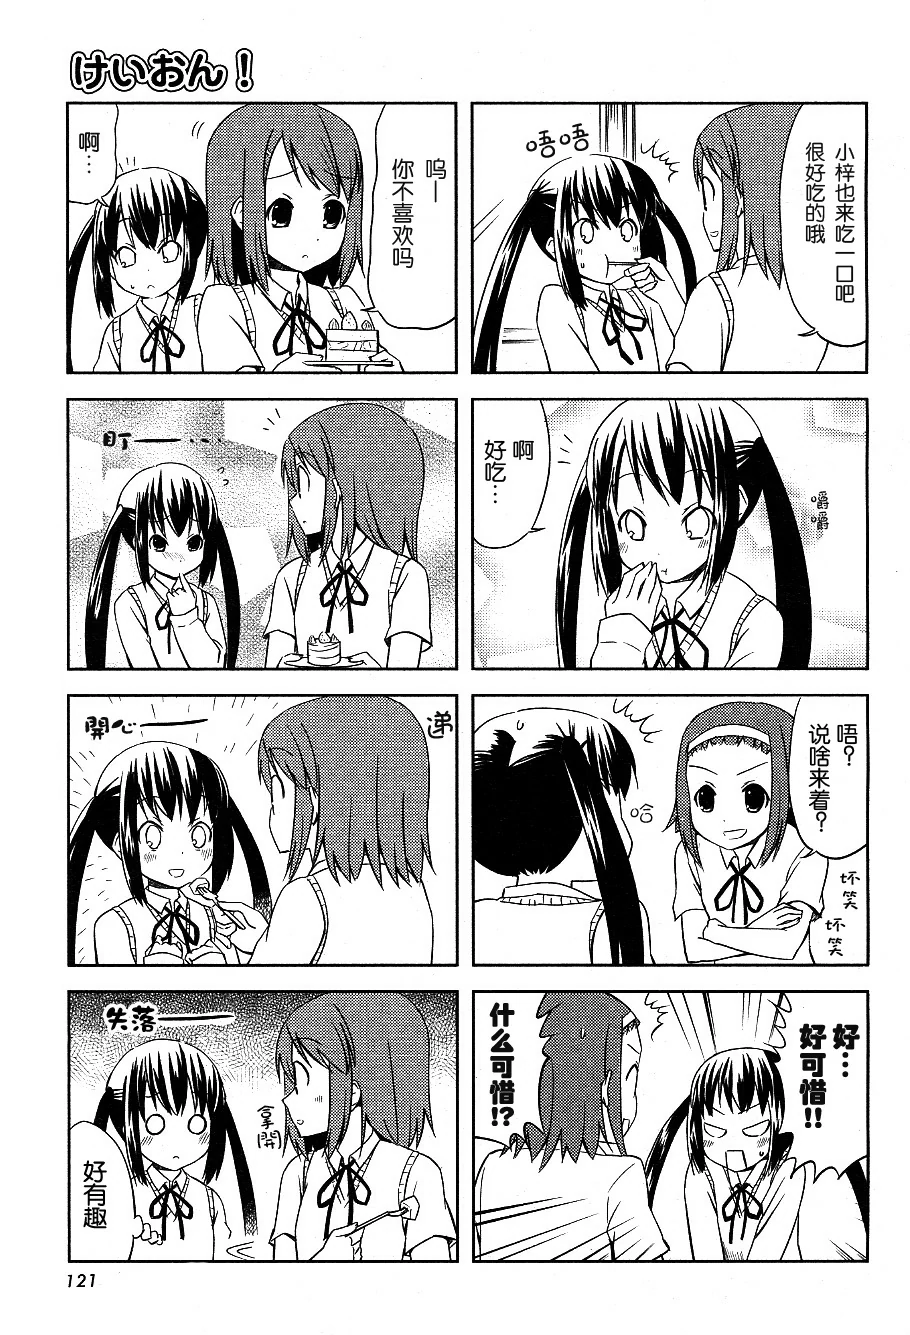 けいおん！
小梓也来吃一口吧
很好吃的哦
唔唔
啊
好吃…
嚼嚼
唔？
说啥来着？
哈
坏笑
坏笑
好…
好可惜!!
什么可惜!?
呜—
你不喜欢吗
啊…
盯——…
递
開心——
失落——
拿開
好有趣
121